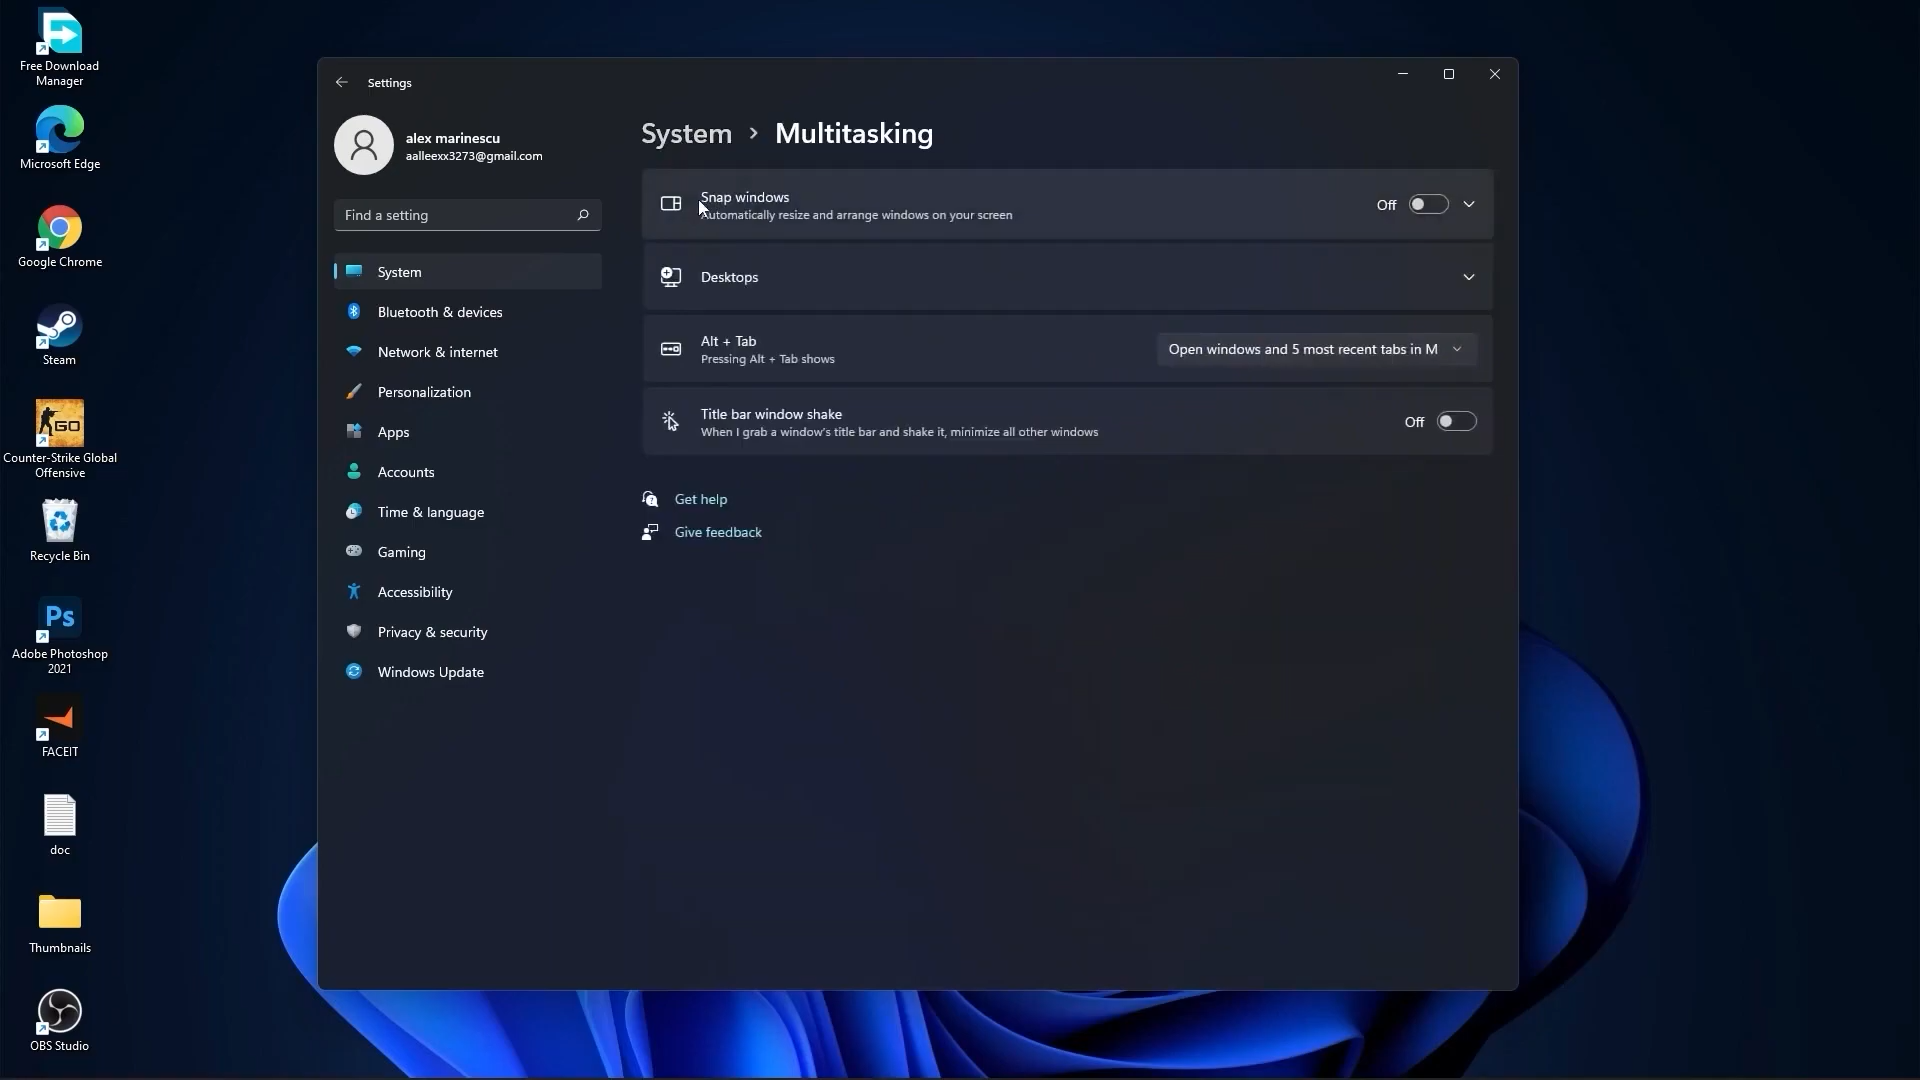 Free Download
Manager
Microsoft Edge
Google Chrome
Steam
GO
Counter-Strike Global
Offensive
Recycle Bin
Ps
Adobe Photoshop
2021
FACEIT
doc
Thumbnails
OBS Studio
Settings
alex marinescu
aalleexx3273@gmail.com
Find a setting
System
Bluetooth & devices
Network & internet
Personalization
Apps
Accounts
Time & language
Gaming
Accessibility
Privacy & security
Windows Update
System > Multitasking
Snap windows
Automatically resize and arrange windows on your screen
Off
Desktops
Alt + Tab
Pressing Alt + Tab shows
Open windows and 5 most recent tabs in M
Title bar window shake
When I grab a window's title bar and shake it, minimize all other windows
Off
Get help
Give feedback